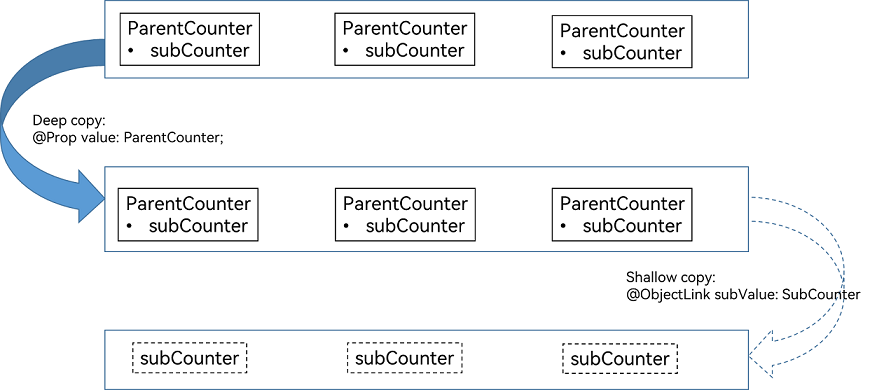 ParentCounter
• subCounter
ParentCounter
• subCounter
ParentCounter
• subCounter
Deep copy:
@Prop value: ParentCounter;
ParentCounter
• subCounter
ParentCounter
• subCounter
ParentCounter
• subCounter
Shallow copy:
@ObjectLink subValue: SubCounter
subCounter
subCounter
subCounter